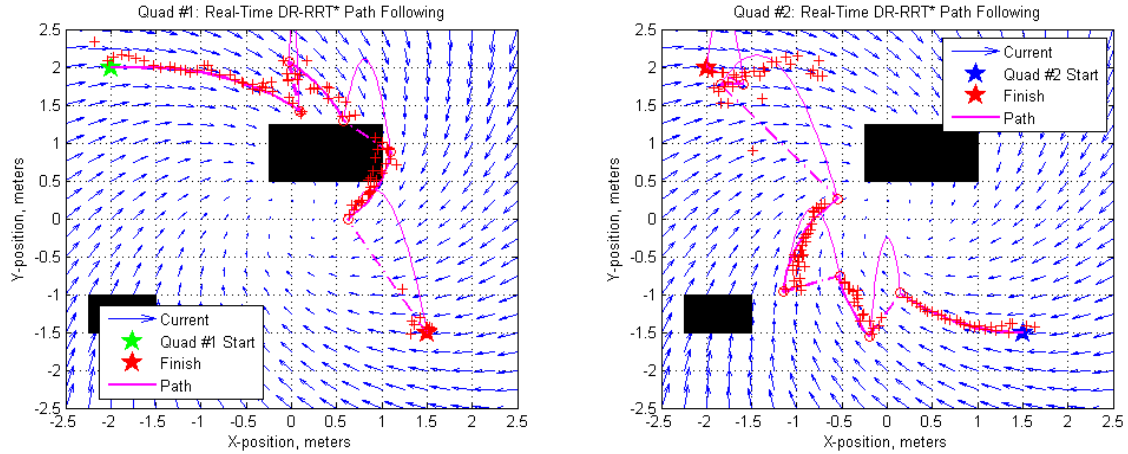 Quad #1: Real-Time DR-RRT* Path Following
2.5
2
1.5
1
0.5
0
-0.5
-1
-1.5
-2
-2.5
Y-position, meters
Current
Quad #1 Start
Finish
Path
-2.5 -2 -1.5 -1 -0.5 0 0.5 1 1.5 2 2.5
X-position, meters
Quad #2: Real-Time DR-RRT* Path Following
2.5
2
1.5
1
0.5
0
-0.5
-1
-1.5
-2
-2.5
Y-position, meters
Current
Quad #2 Start
Finish
Path
-2.5 -2 -1.5 -1 -0.5 0 0.5 1 1.5 2 2.5
X-position, meters